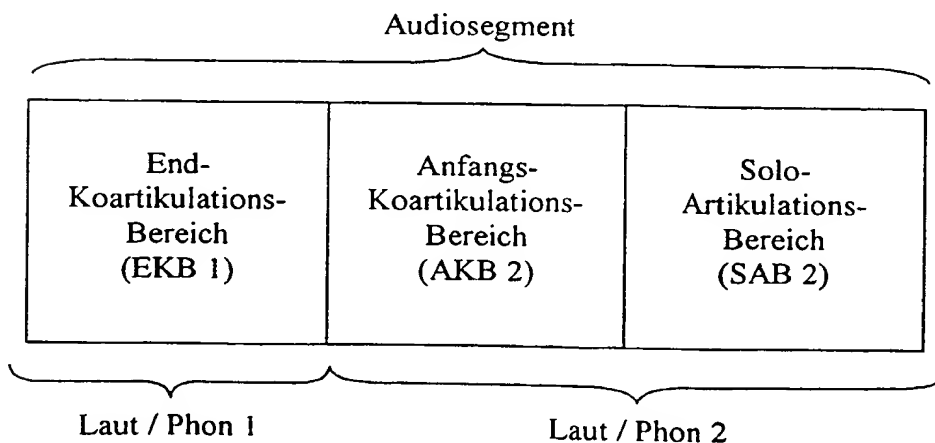 Audiosegment
End-
Koartikulations-
Bereich
(EKB 1)
Anfangs-
Koartikulations-
Bereich
(AKB 2)
Solo-
Artikulations-
Bereich
(SAB 2)
Laut / Phon 1
Laut / Phon 2